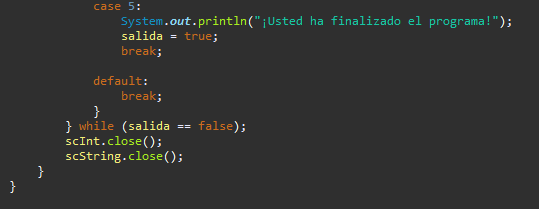 case 5:
System.out.println("¡Usted ha finalizado el programa!");
salida = true;
break;
default:
break;
}
} while (salida == false);
scInt.close();
scString.close();
}
}